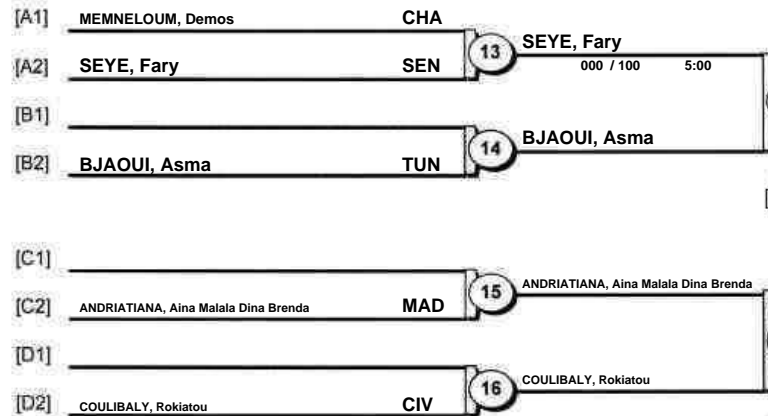 [A1] MEMNELOUM, Demos CHA
13 SEYE, Fary
000 / 100 5:00
[A2] SEYE, Fary SEN
[B1]
14 BJAOUI, Asma
[B2] BJAOUI, Asma TUN
[C1]
15 ANDRIATIANA, Aina Malala Dina Brenda
[C2] ANDRIATIANA, Aina Malala Dina Brenda MAD
[D1]
16 COULIBALY, Rokiatou
[D2] COULIBALY, Rokiatou CIV